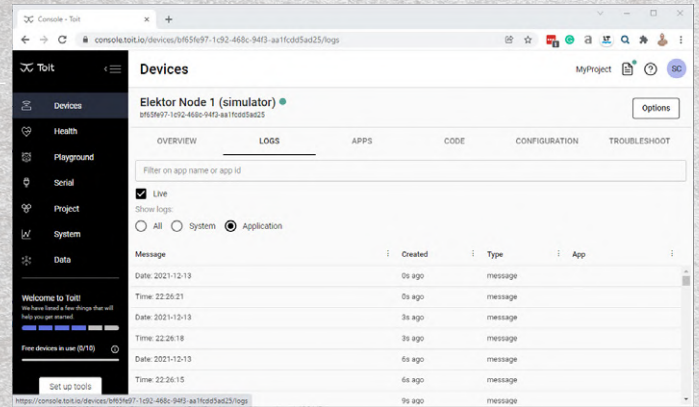 Console - Toit
console.toit.io/devices/bf65fe97-1c92-468c-94f3-aa1fcdd5ad25/logs
Toit
Devices
MyProject
SC
Devices
Health
Playground
Serial
Project
System
Data
Welcome to Toit!
We have listed a few things that will
help you get started.
Free devices in use (0/10)
Set up tools
Elektor Node 1 (simulator)
bf65fe97-1c92-468c-94f3-aa1fcdd5ad25
Options
OVERVIEW LOGS APPS CODE CONFIGURATION TROUBLESHOOT
Filter on app name or app id
Live
Show logs:
All System Application
Message Created Type App
Date: 2021-12-13 0s ago message
Time: 22:26:21 0s ago message
Date: 2021-12-13 3s ago message
Time: 22:26:18 3s ago message
Date: 2021-12-13 6s ago message
Time: 22:26:15 6s ago message
9s ago message
https://console.toit.io/devices/bf65fe97-1c92-468c-94f3-aa1fcdd5ad25/logs